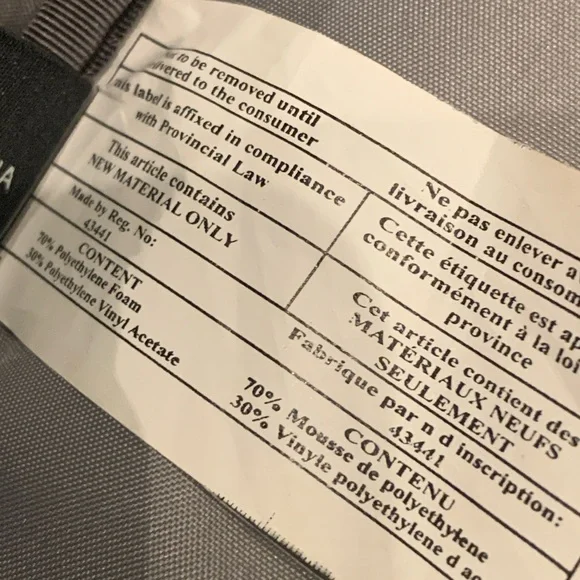 to be removed until
delivered to the consumer
This label is affixed in compliance
with Provincial Law
This article contains
NEW MATERIAL ONLY
Made by Reg. No:
43441
CONTENT
70% Polyethylene Foam
30% Polyethylene Vinyl Acetate
Ne pas enlever a
livraison au consom
Cette étiquette est ap
conformément à la loi
province
Cet article contient des
MATERIAUX NEUFS
SEULEMENT
Fabrique par n d inscription:
43441
CONTENU
70% Mousse de polyethylene
30% Vinyle polyethylene d ac